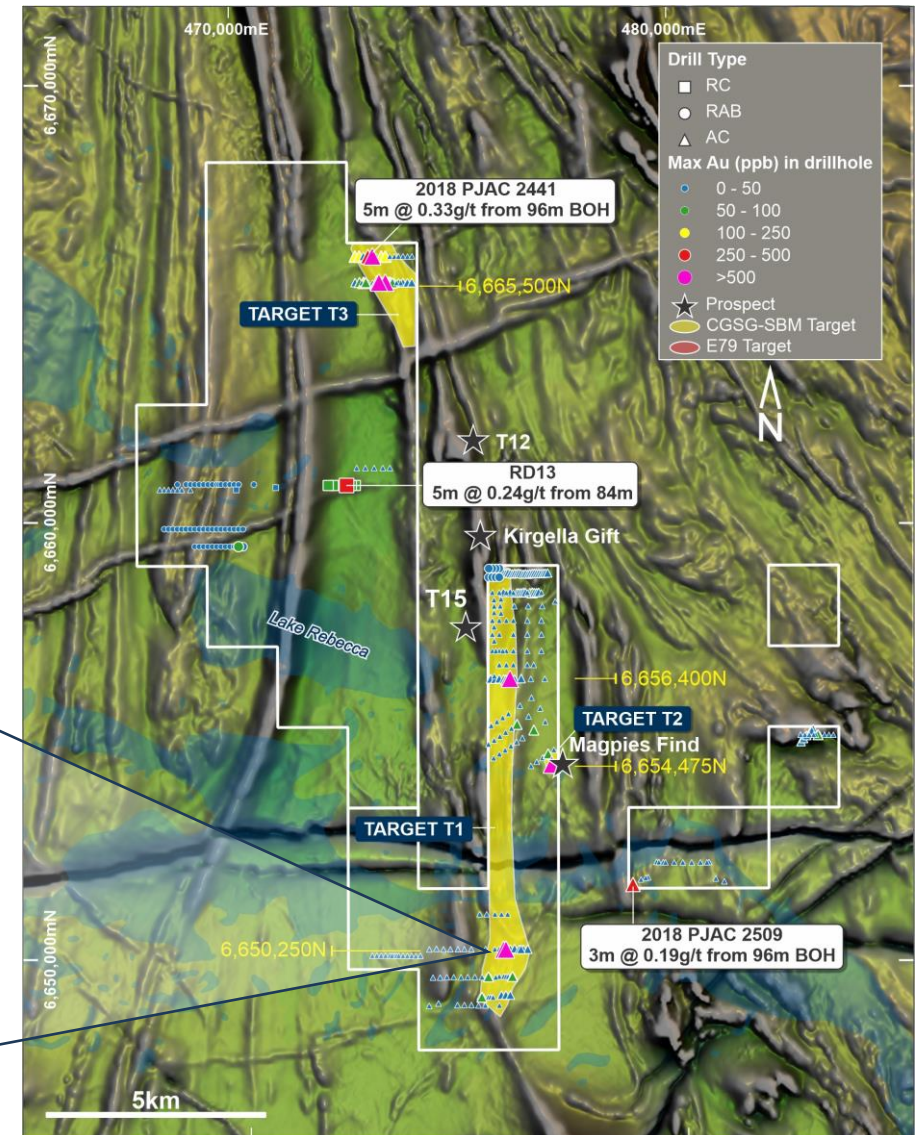 470,000mE
480,000mE
6,670,000mN
6,660,000mN
6,650,000mN
Drill Type
RC
RAB
AC
Max Au (ppb) in drillhole
0 - 50
50 - 100
100 - 250
250 - 500
>500
Prospect
CGSG-SBM Target
E79 Target
N
2018 PJAC 2441
5m @ 0.33g/t from 96m BOH
6,665,500N
TARGET T3
T12
RD13
5m @ 0.24g/t from 84m
Kirgella Gift
T15
Lake Rebecca
6,656,400N
TARGET T2
Magpies Find
6,654,475N
TARGET T1
6,650,250N
2018 PJAC 2509
3m @ 0.19g/t from 96m BOH
5km